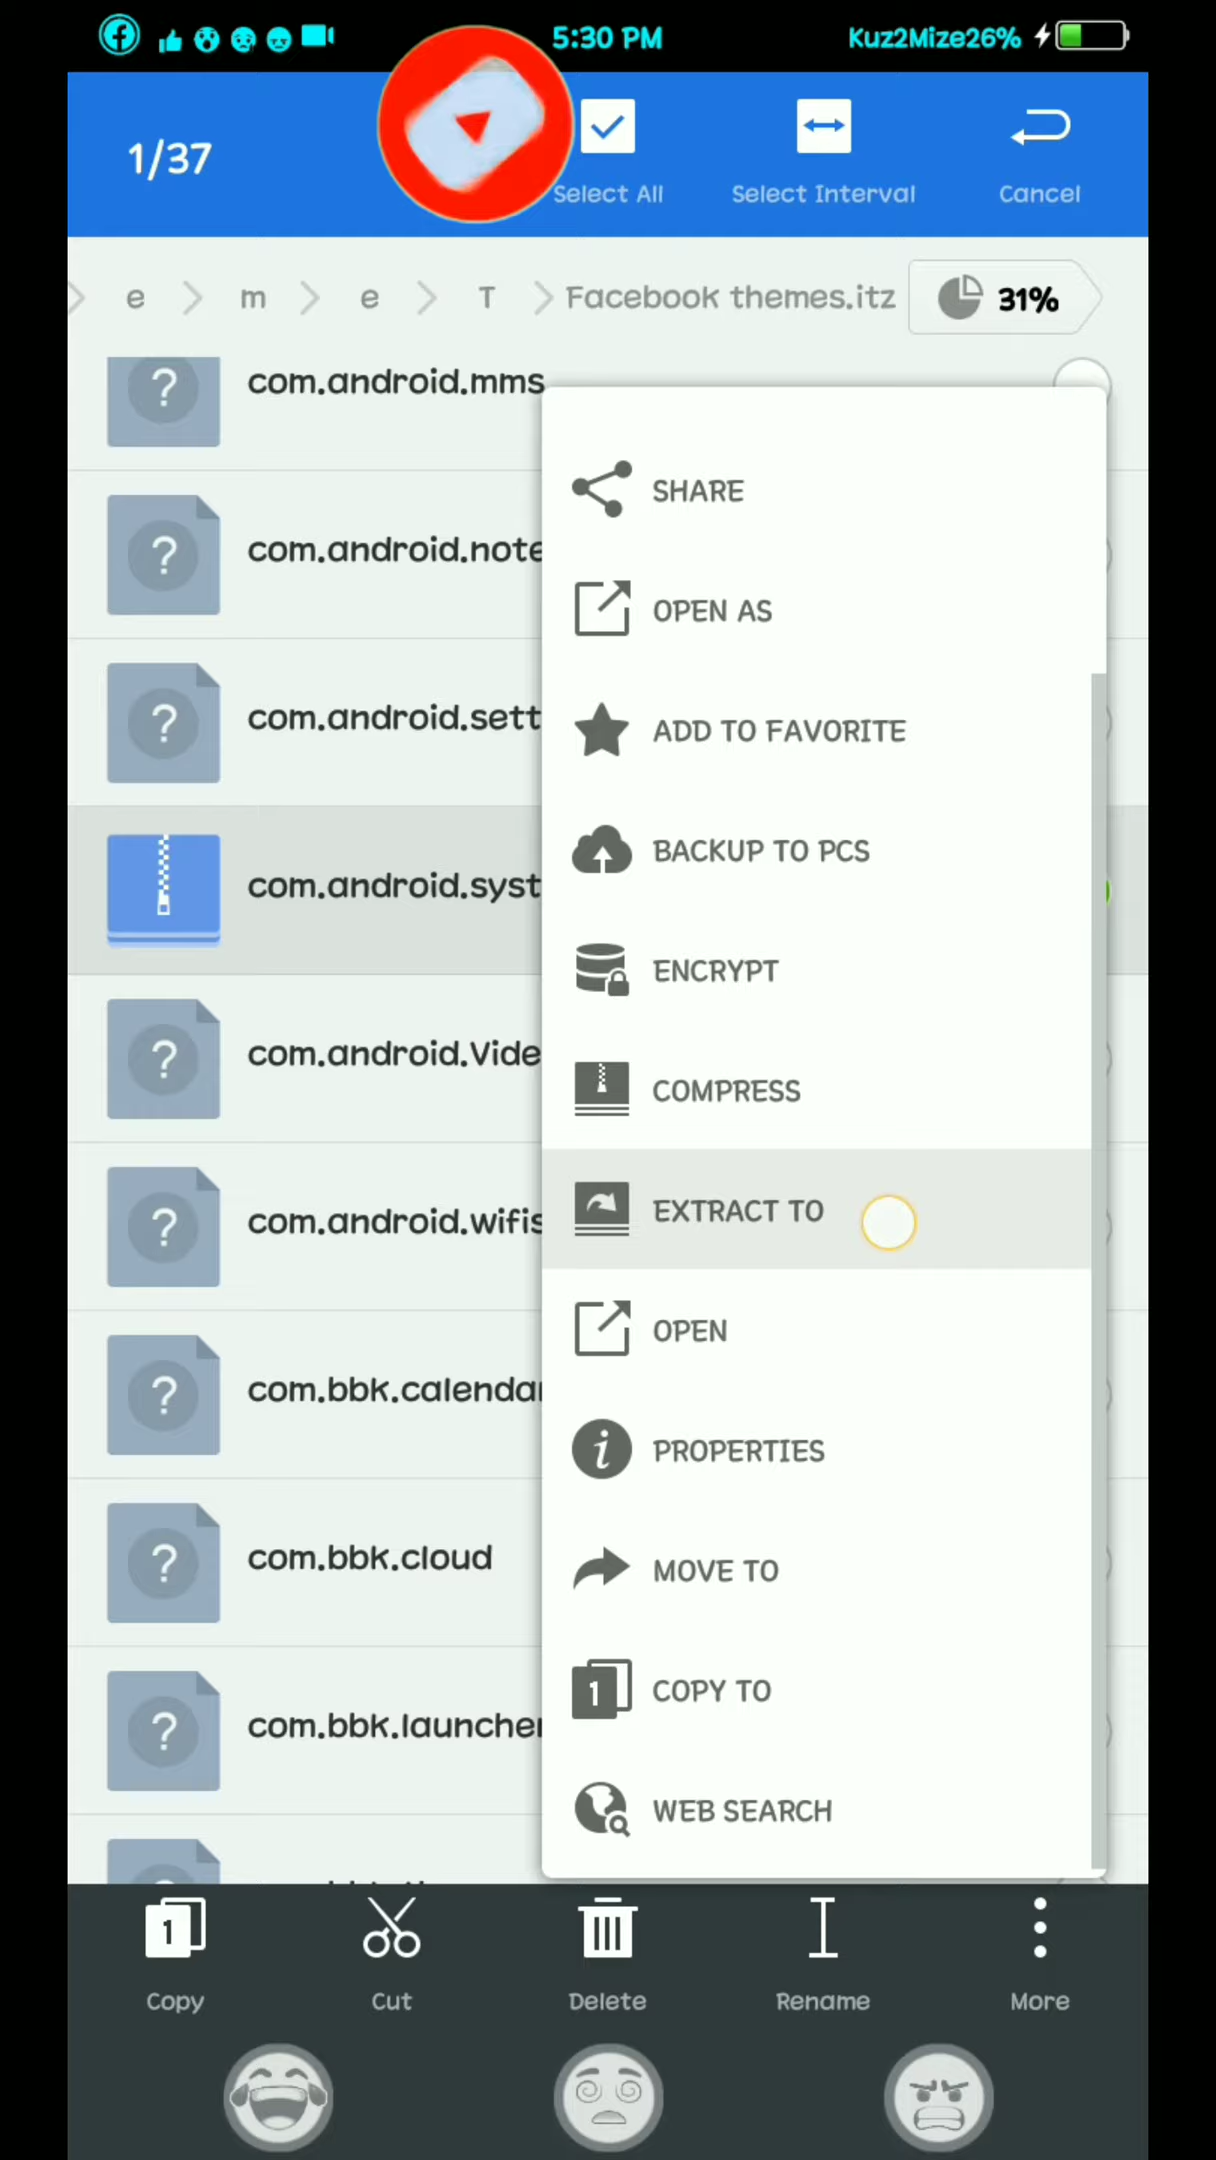 5:30 PM
Kuz2Mize26%
1/37
Select All
Select Interval
Cancel
e
m
e
T
Facebook themes.itz
31%
com.android.mms
com.android.note
com.android.sett
com.android.syst
com.android.Vide
com.android.wifis
com.bbk.calendar
com.bbk.cloud
com.bbk.launcher
SHARE
OPEN AS
ADD TO FAVORITE
BACKUP TO PCS
ENCRYPT
COMPRESS
EXTRACT TO
OPEN
PROPERTIES
MOVE TO
1
COPY TO
WEB SEARCH
1
Copy
Cut
Delete
Rename
More